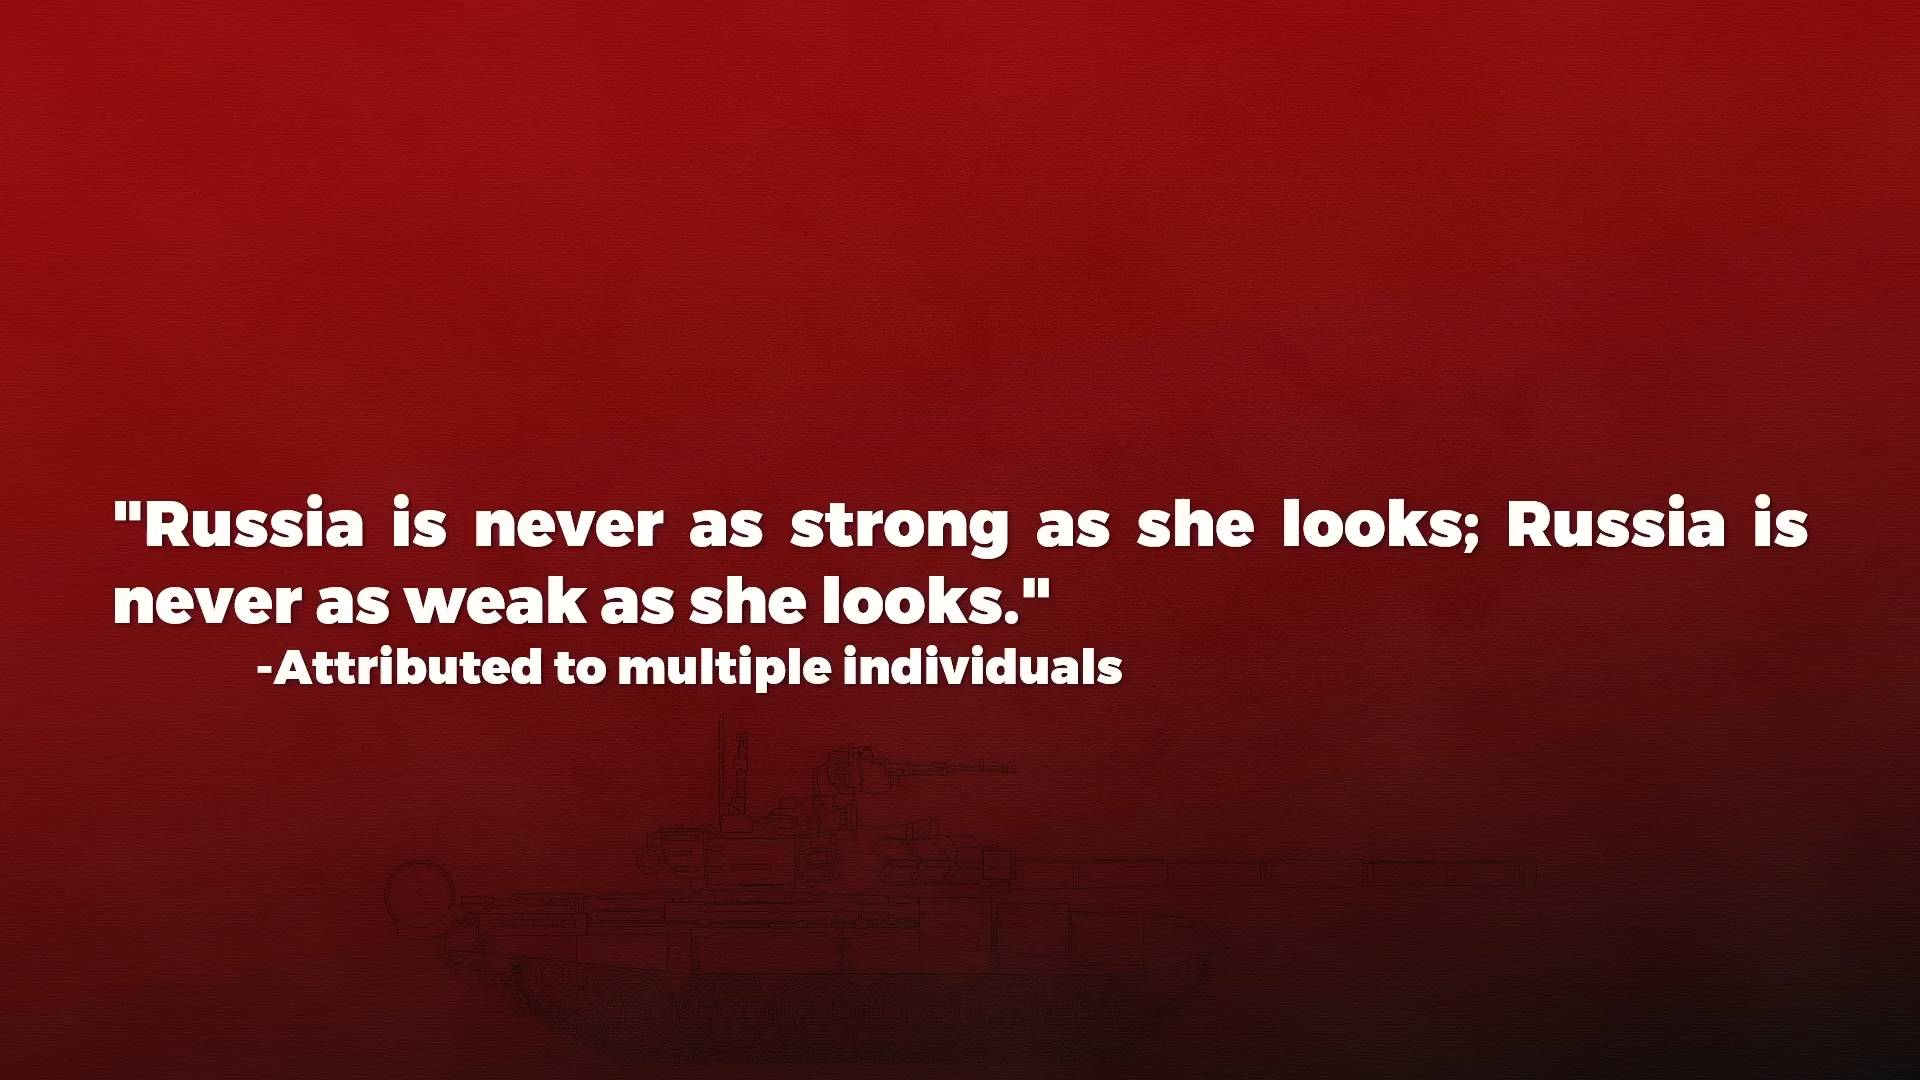 "Russia is never as strong as she looks; Russia is
never as weak as she looks."
-Attributed to multiple individuals